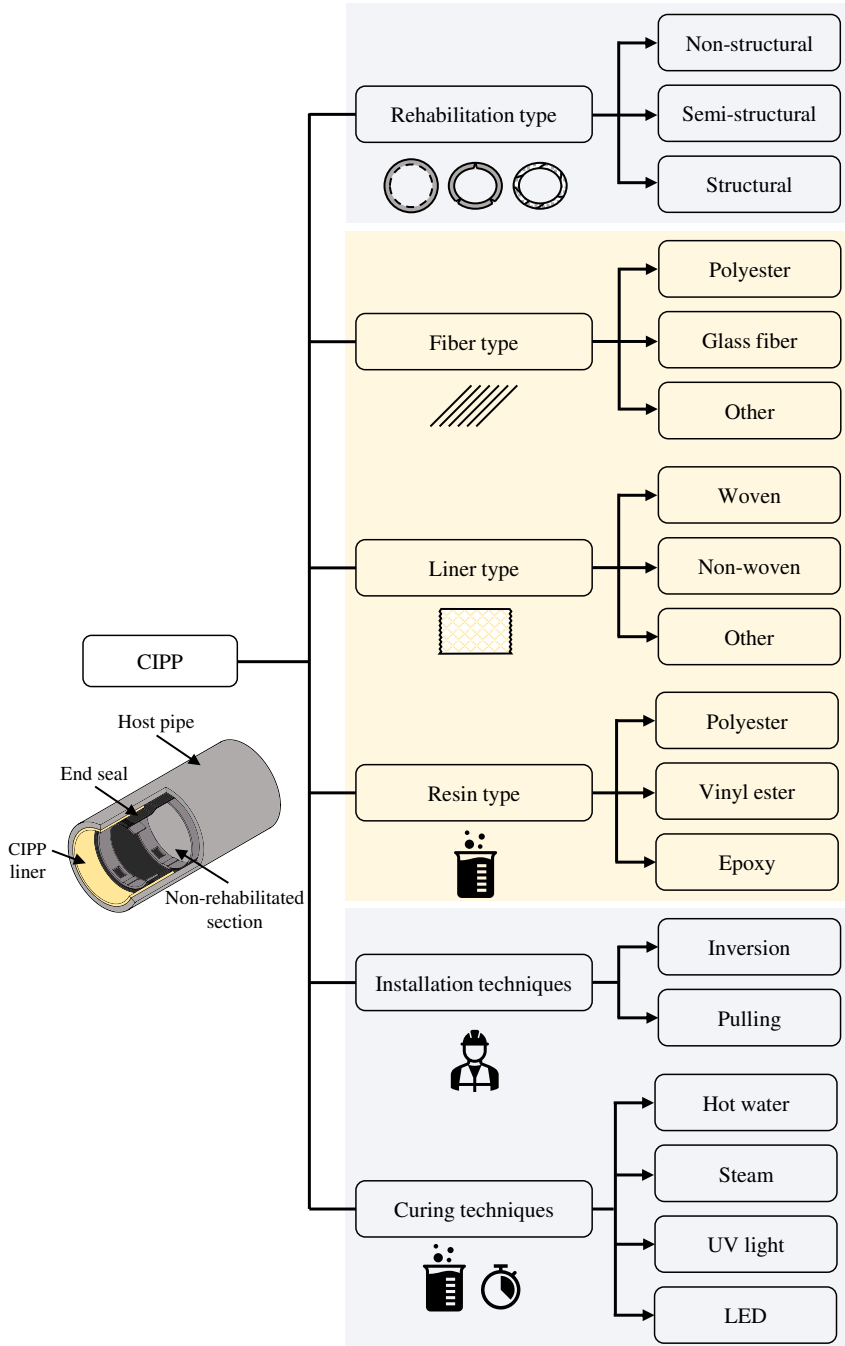 Non-structural
Rehabilitation type
Semi-structural
Structural
Polyester
Fiber type
Glass fiber
Other
Woven
Liner type
Non-woven
Other
CIPP
Host pipe
End seal
CIPP
liner
Non-rehabilitated
section
Polyester
Resin type
Vinyl ester
Epoxy
Inversion
Installation techniques
Pulling
Hot water
Steam
Curing techniques
UV light
LED